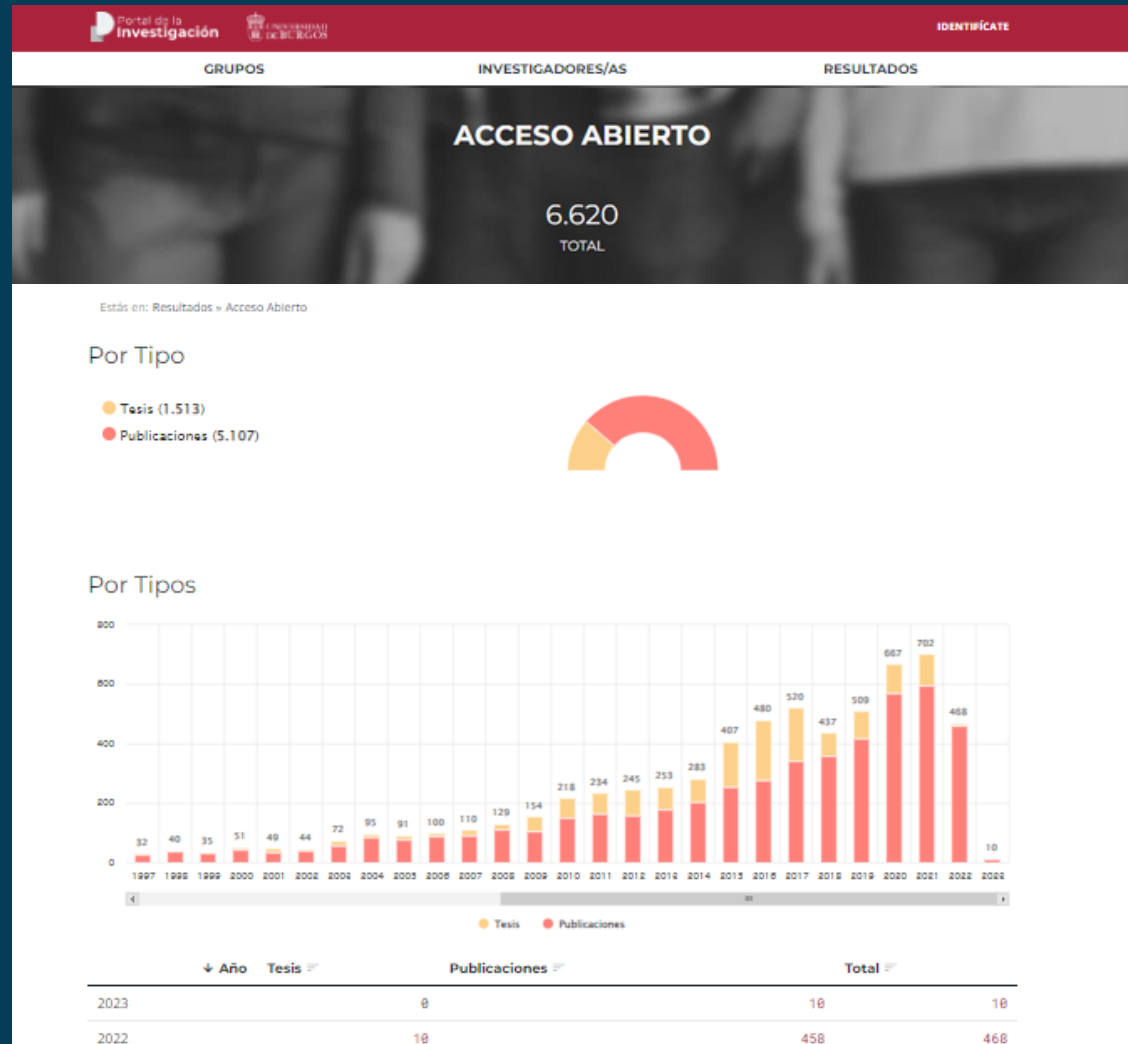 Portal de la
Investigación
UNIVERSIDAD
DE BURGOS
IDENTIFÍCATE
GRUPOS INVESTIGADORES/AS RESULTADOS
ACCESO ABIERTO
6.620
TOTAL
Estás en: Resultados » Acceso Abierto
Por Tipo
Tesis (1.513)
Publicaciones (5.107)
Por Tipos
800
600
400
200
0
32 40 35 51 49 44 72 95 91 100 110 129 154 218 234 245 253 283 407 480 520 437 509 667 702 468 10
1997 1998 1999 2000 2001 2002 2003 2004 2005 2006 2007 2008 2009 2010 2011 2012 2013 2014 2015 2016 2017 2018 2019 2020 2021 2022 2023
Tesis Publicaciones
↓ Año Tesis Publicaciones Total
2023 0 10 10
2022 10 458 468